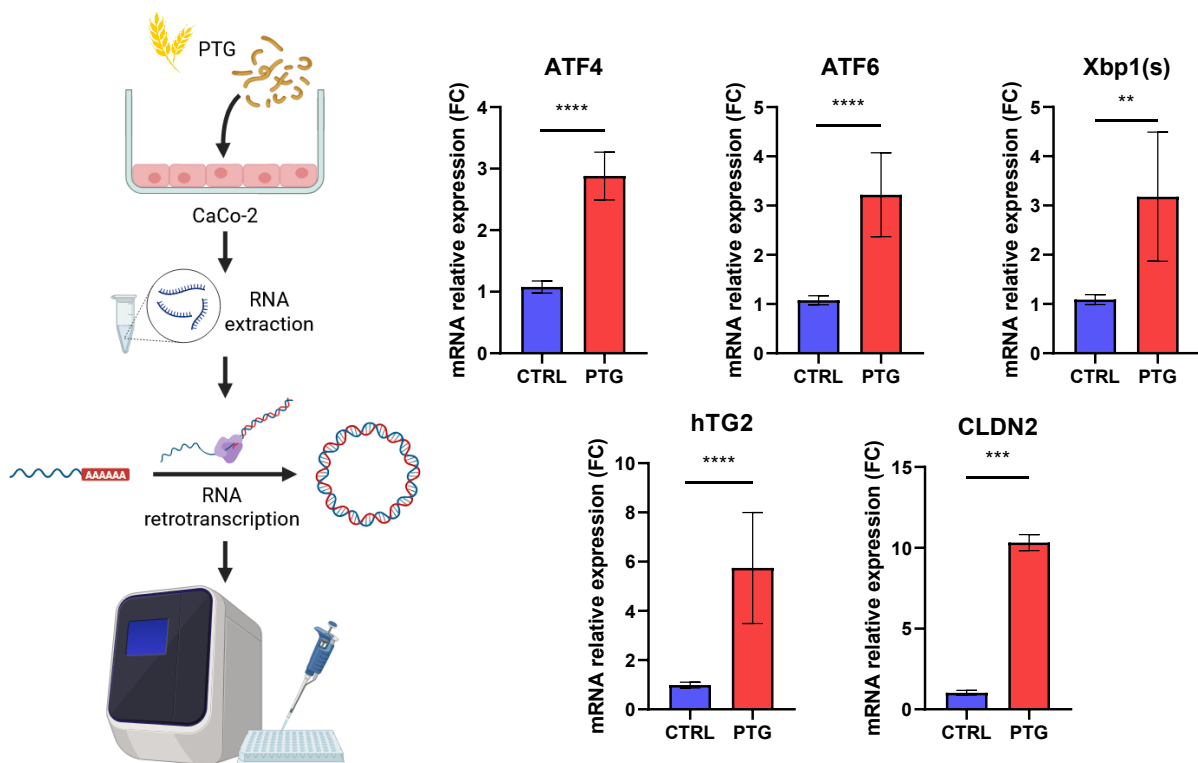 PTG
CaCo-2
RNA
extraction
AAAAAA
RNA
retrotranscription
ATF4
mRNA relative expression (FC)
4
3
2
1
0
****
CTRL PTG
ATF6
mRNA relative expression (FC)
5
4
3
2
1
0
****
CTRL PTG
Xbp1(s)
mRNA relative expression (FC)
5
4
3
2
1
0
**
CTRL PTG
hTG2
mRNA relative expression (FC)
10
8
6
4
2
0
****
CTRL PTG
CLDN2
mRNA relative expression (FC)
15
10
5
0
***
CTRL PTG